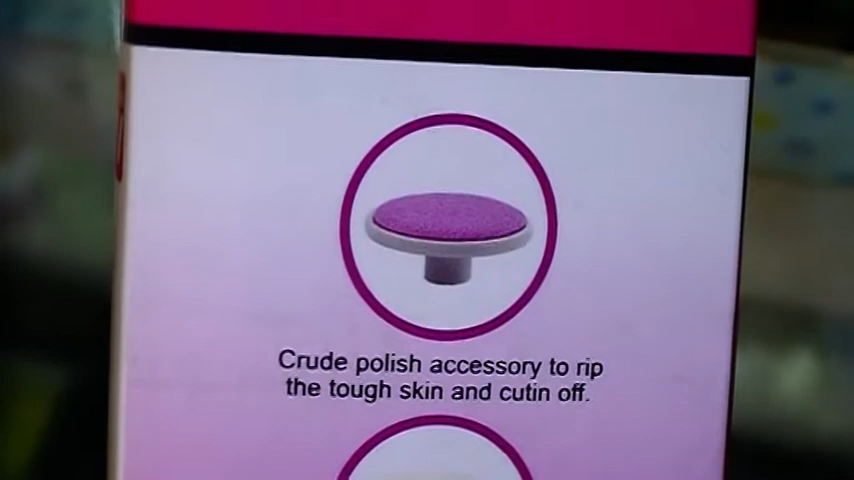 Crude polish accessory to rip
the tough skin and cutin off.